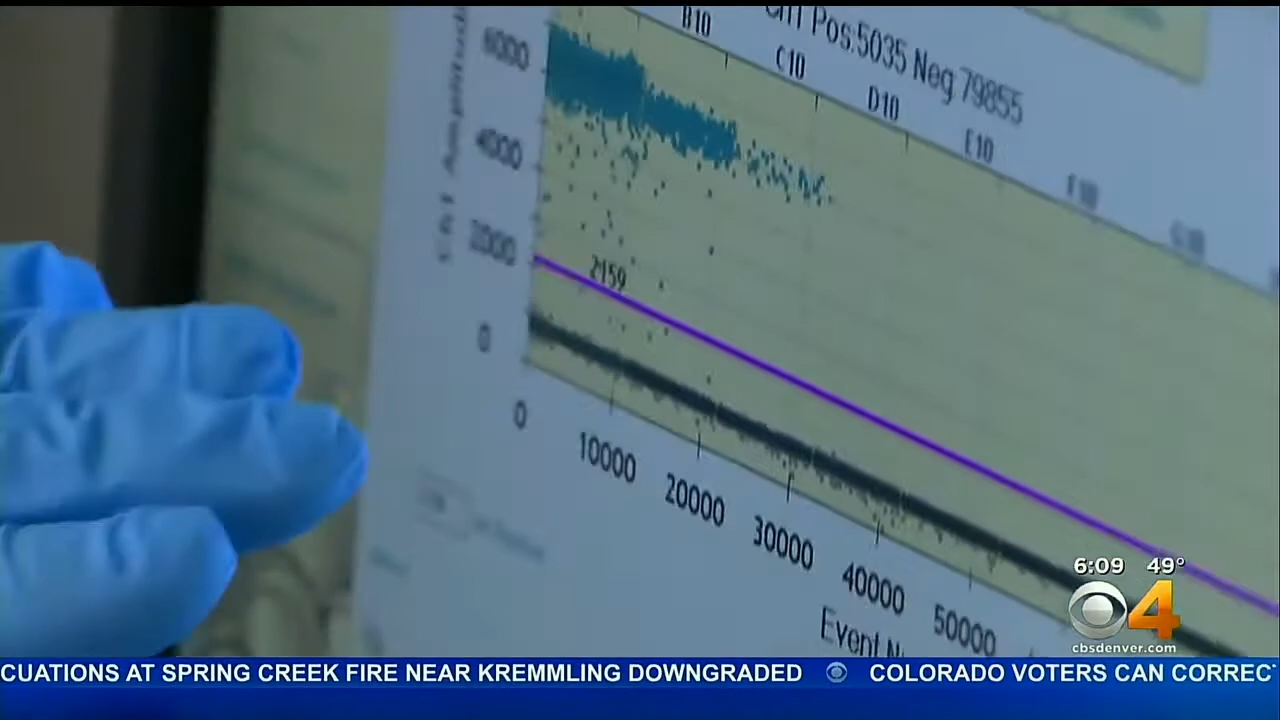 Pos:5035 Neg:79855
B10
C10
D10
E10
F10
G10
6000
4000
2000
0
2159
0
10000
20000
30000
40000
50000
Event
6:09 49°
4
cbsdenver.com
CUATIONS AT SPRING CREEK FIRE NEAR KREMMLING DOWNGRADED COLORADO VOTERS CAN CORREC